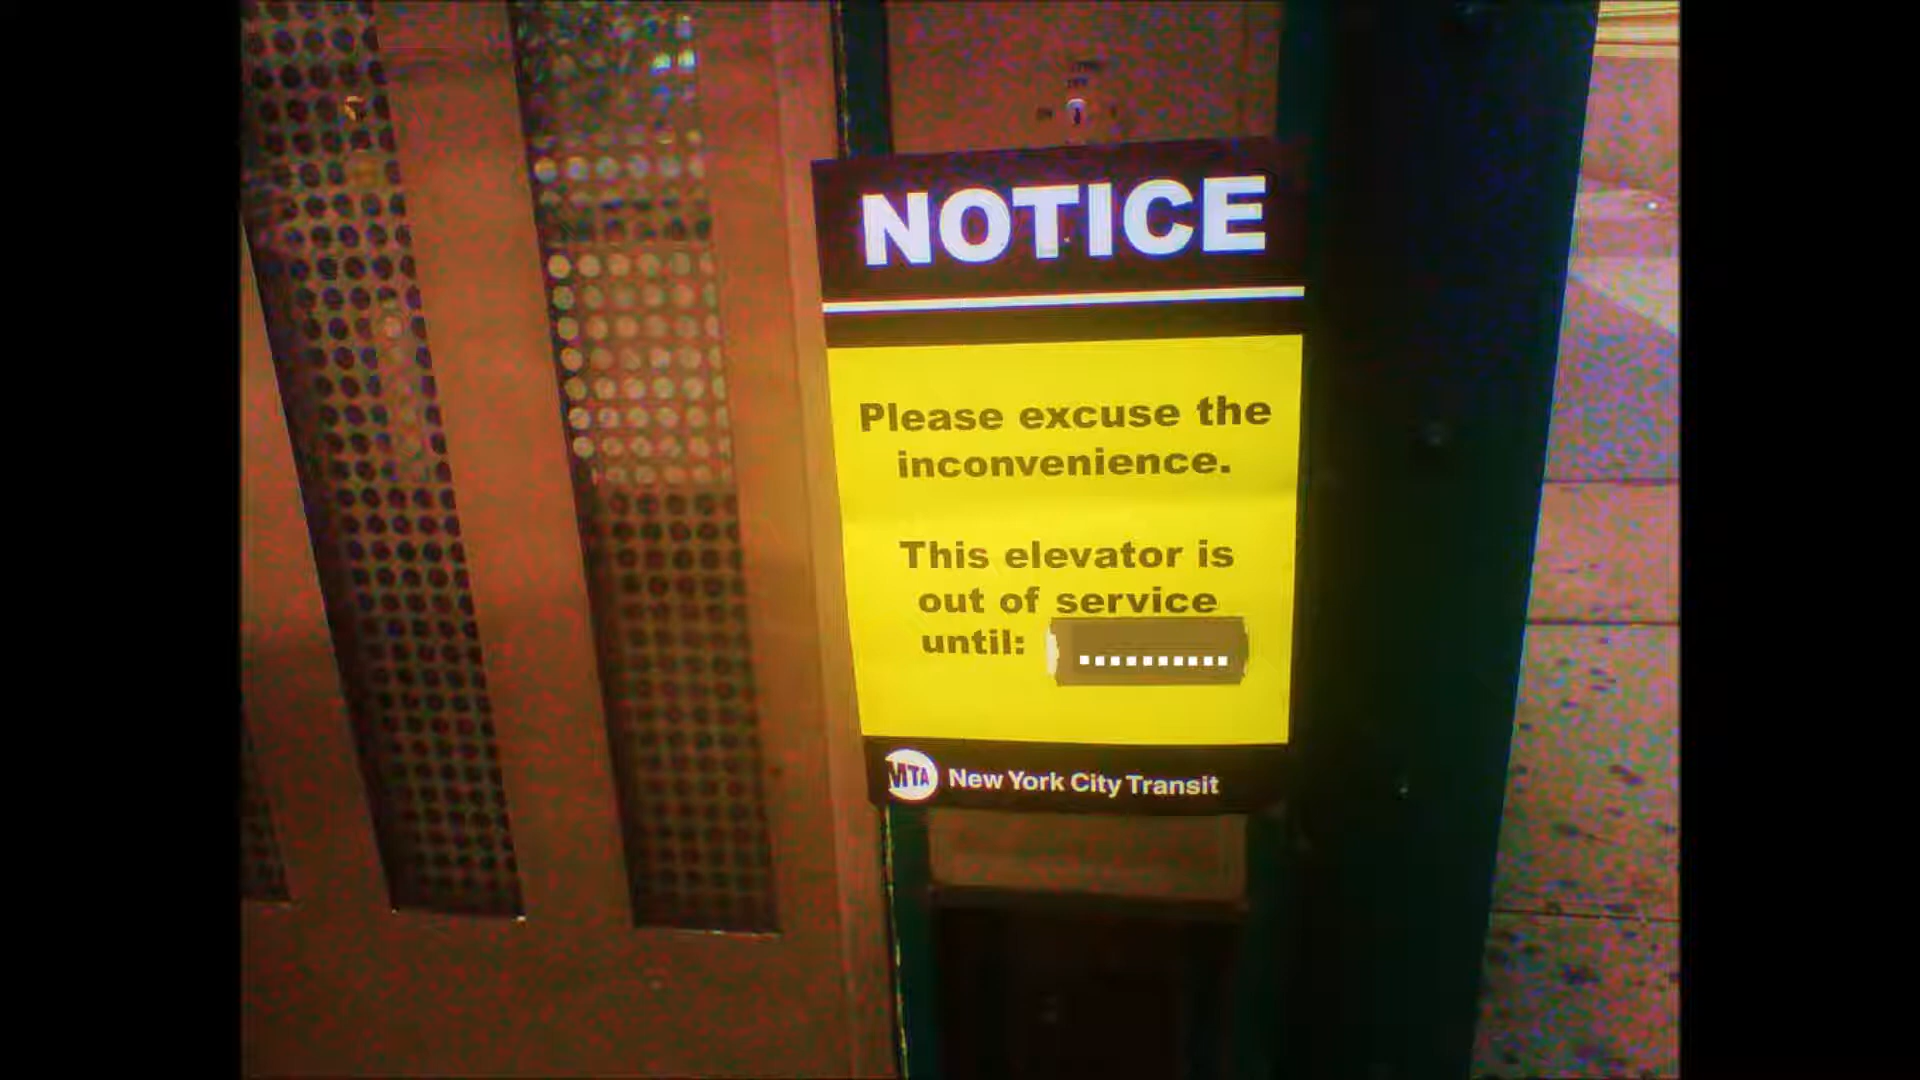 NOTICE
Please excuse the
inconvenience.
This elevator is
out of service
until: ..........
MTA New York City Transit